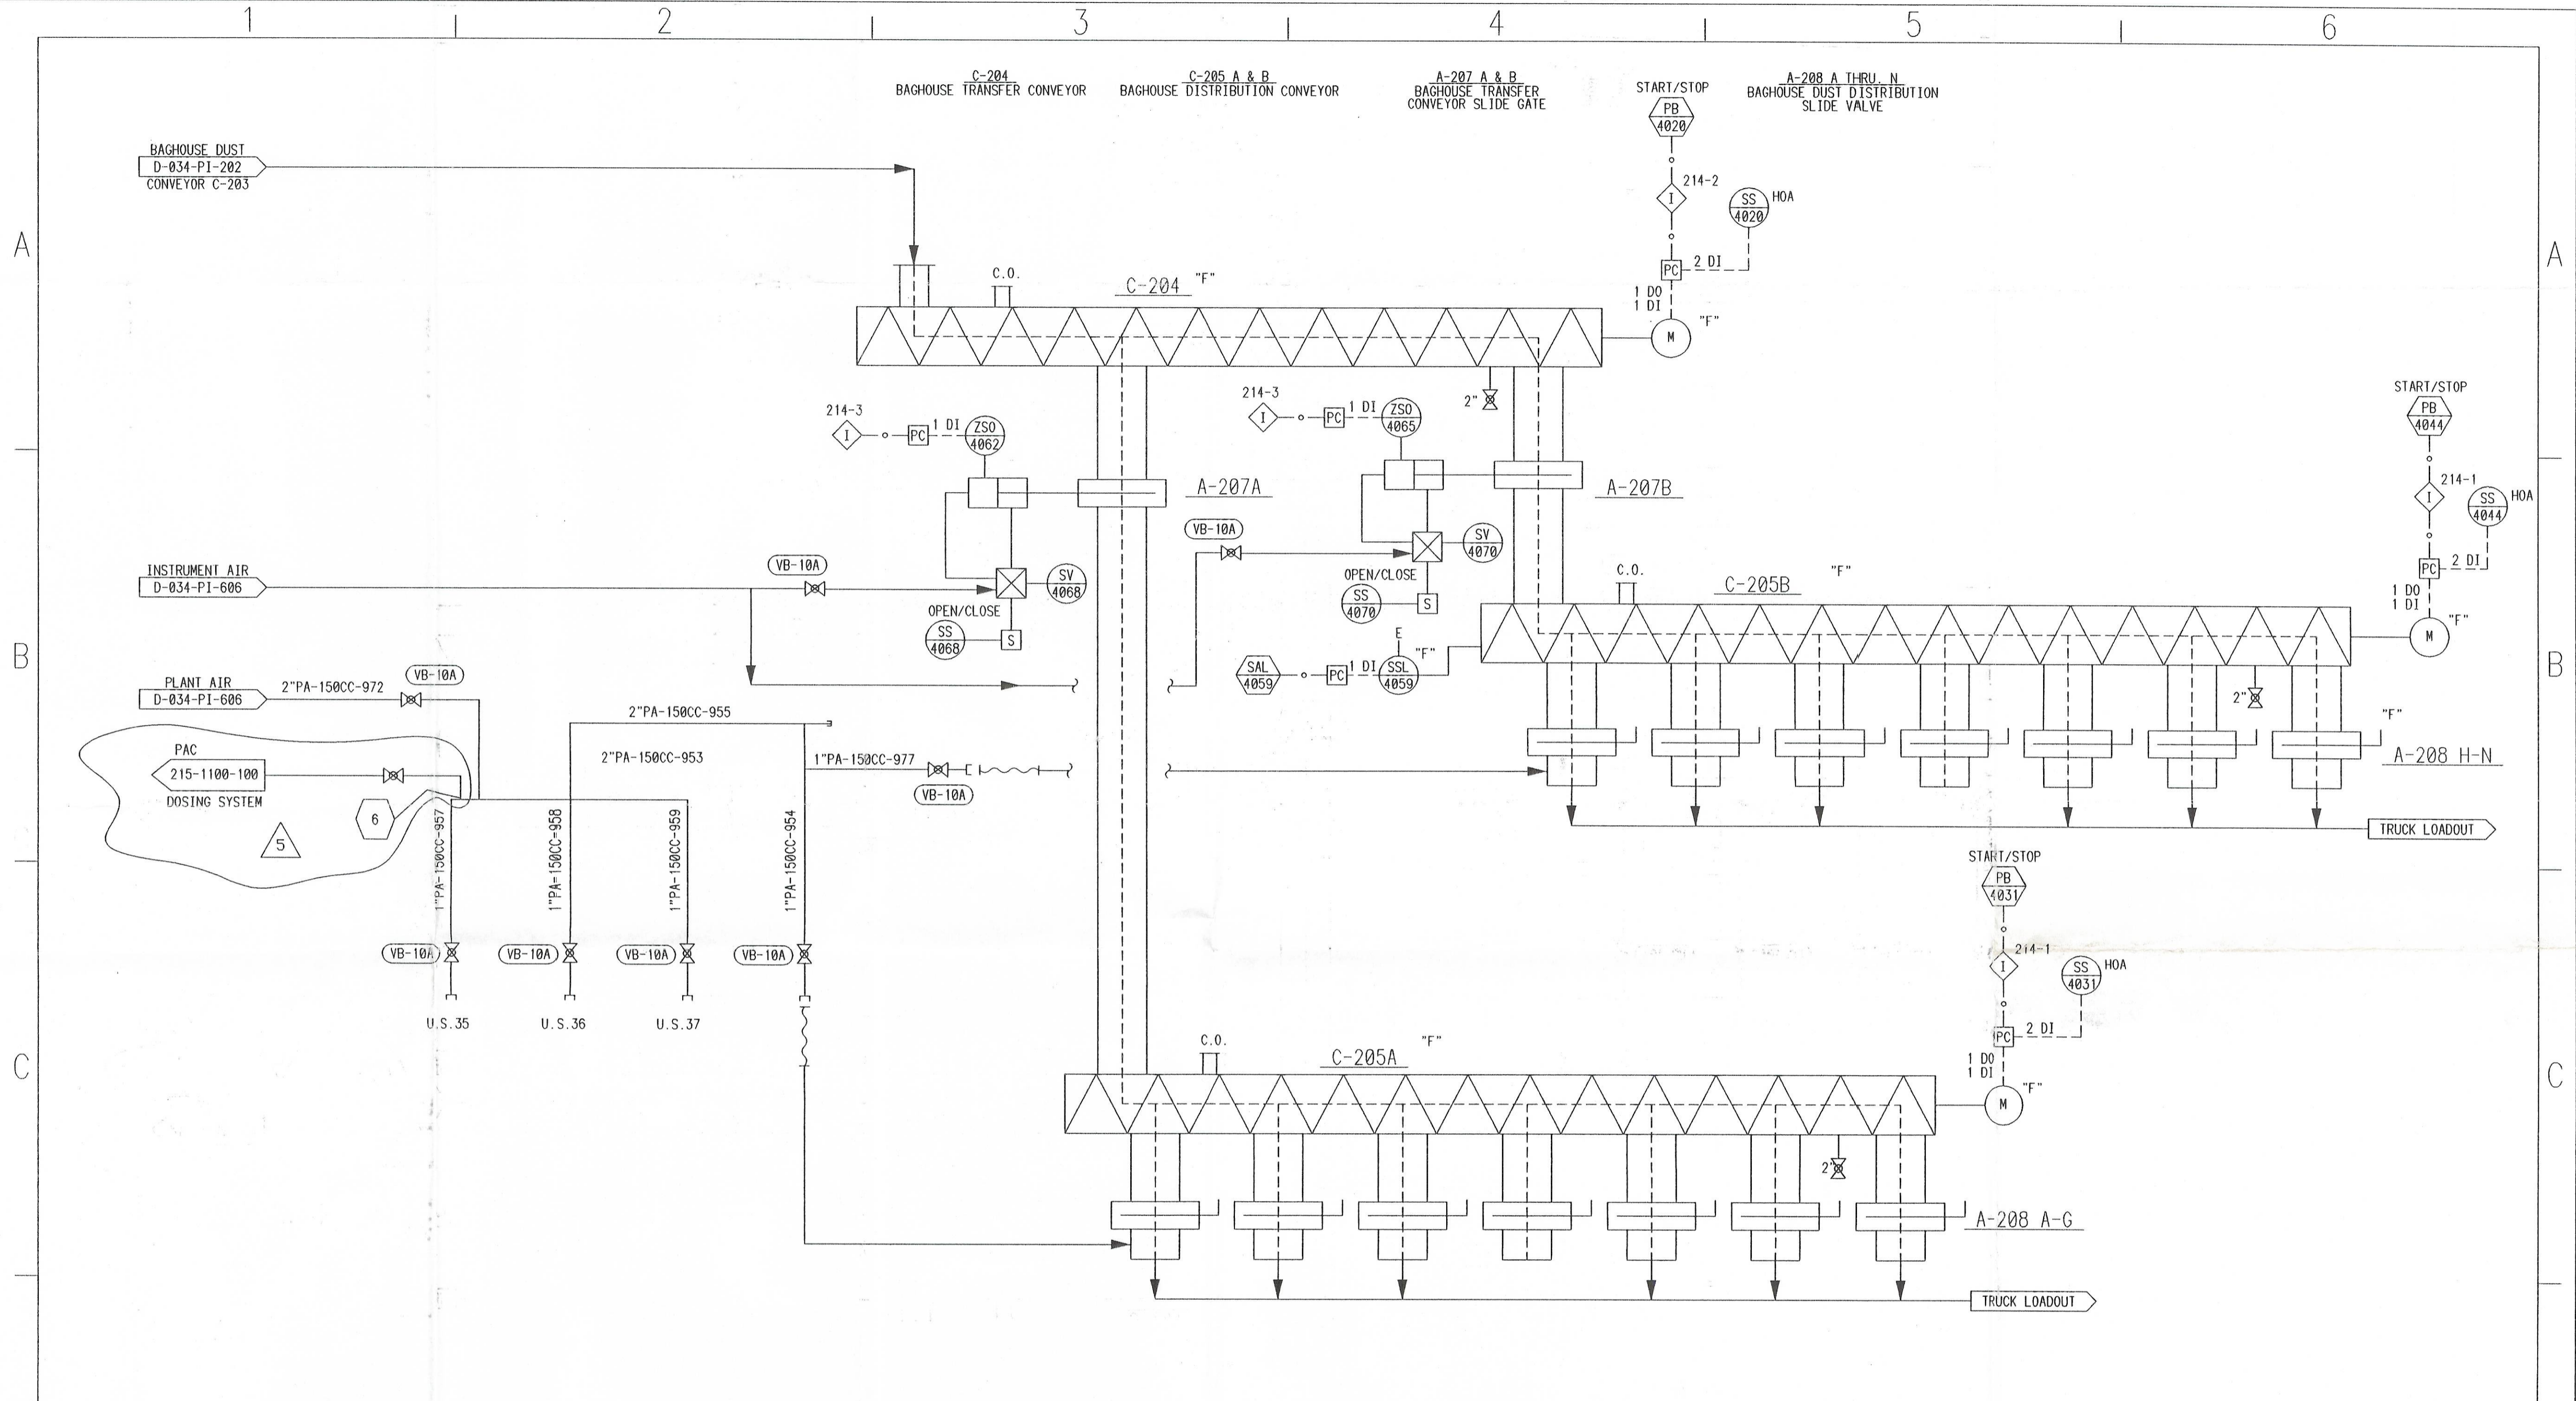 1 2 3 4 5 6
C-204
BAGHOUSE TRANSFER CONVEYOR
C-205 A & B
BAGHOUSE DISTRIBUTION CONVEYOR
A-207 A & B
BAGHOUSE TRANSFER
CONVEYOR SLIDE GATE
A-208 A THRU. N
BAGHOUSE DUST DISTRIBUTION
SLIDE VALVE
START/STOP
PB
4020
214-2
I
SS
4020
HOA
PC
2 DI
1 DO
1 DI
M
"F"
BAGHOUSE DUST
D-034-PI-202
CONVEYOR C-203
A
A
C.O.
C-204
"F"
2"
214-3
I
PC
1 DI
ZSO
4062
A-207A
214-3
I
PC
1 DI
ZSO
4065
A-207B
START/STOP
PB
4044
214-1
I
SS
4044
HOA
PC
2 DI
1 DO
1 DI
M
"F"
INSTRUMENT AIR
D-034-PI-606
VB-10A
SV
4068
OPEN/CLOSE
SS
4068
S
VB-10A
SV
4070
OPEN/CLOSE
SS
4070
S
C.O.
C-205B
"F"
B
B
SAL
4059
PC
1 DI
E
SSL
4059
"F"
2"
"F"
A-208 H-N
TRUCK LOADOUT
PLANT AIR
D-034-PI-606
2"PA-150CC-972
VB-10A
2"PA-150CC-955
2"PA-150CC-953
1"PA-150CC-977
VB-10A
PAC
215-1100-100
DOSING SYSTEM
6
5
1"PA-150CC-957
1"PA-150CC-958
1"PA-150CC-959
1"PA-150CC-954
VB-10A
VB-10A
VB-10A
VB-10A
U.S.35
U.S.36
U.S.37
START/STOP
PB
4031
214-1
I
SS
4031
HOA
PC
2 DI
1 DO
1 DI
M
"F"
C
C
C.O.
C-205A
"F"
2"
A-208 A-G
TRUCK LOADOUT